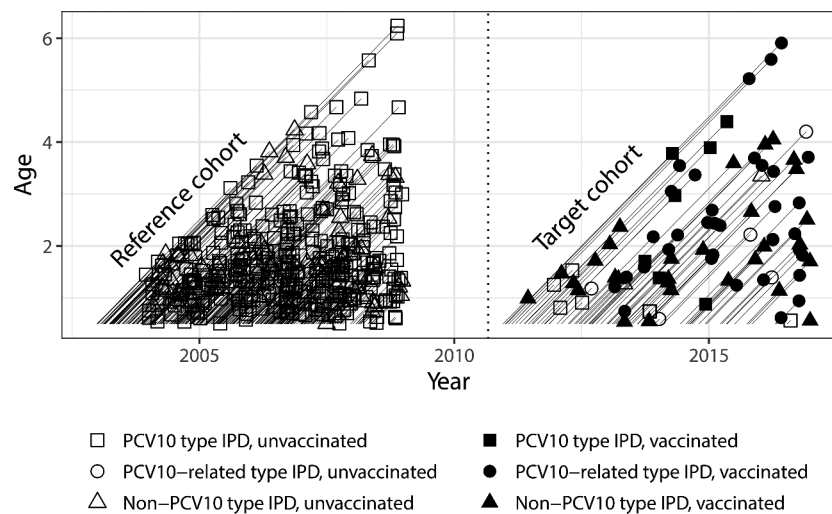 6
4
2
Age
Reference cohort
Target cohort
2005
2010
2015
Year
PCV10 type IPD, unvaccinated
PCV10−related type IPD, unvaccinated
Non−PCV10 type IPD, unvaccinated
PCV10 type IPD, vaccinated
PCV10−related type IPD, vaccinated
Non−PCV10 type IPD, vaccinated